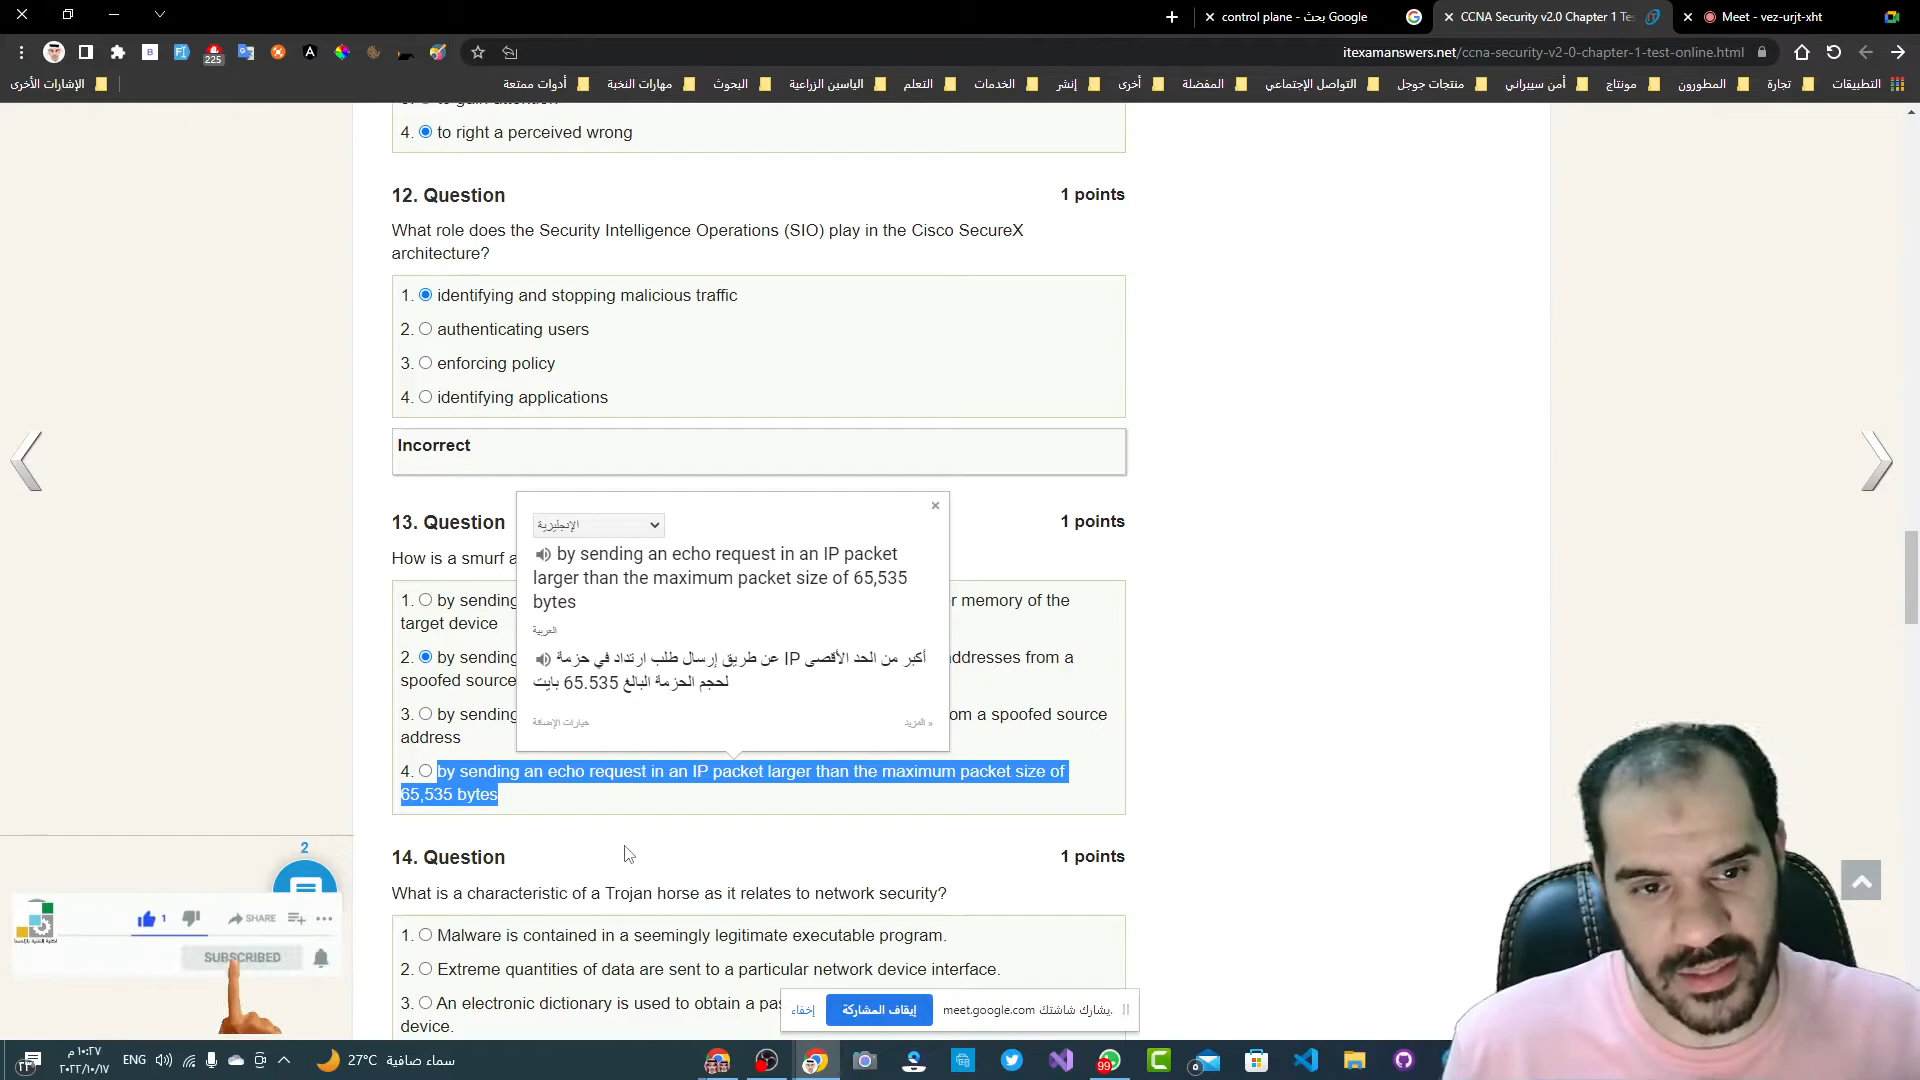 control plane - بحث Google
CCNA Security v2.0 Chapter 1 Te
Meet - vez-urjt-xht
225
itexamanswers.net/ccna-security-v2-0-chapter-1-test-online.html
التطبيقات
تجارة
المطورون
مونتاج
أمن سيبراني
منتجات جوجل
التواصل الإجتماعي
المفضلة
أخرى
إنشر
الخدمات
التعلم
الياسين الزراعية
البحوث
مهارات النخبة
أدوات ممتعة
الإشارات الأخرى
4. to right a perceived wrong
12. Question
1 points
What role does the Security Intelligence Operations (SIO) play in the Cisco SecureX
architecture?
1. identifying and stopping malicious traffic
2. authenticating users
3. enforcing policy
4. identifying applications
Incorrect
13. Question
1 points
How is a smurf a
1. by sending
r memory of the
target device
2. by sending
ddresses from a
spoofed source
3. by sending
om a spoofed source
address
4. by sending an echo request in an IP packet larger than the maximum packet size of
65,535 bytes
الإنجليزية
by sending an echo request in an IP packet
larger than the maximum packet size of 65,535
bytes
العربية
أكبر من الحد الأقصى IP عن طريق إرسال طلب ارتداد في حزمة
لحجم الحزمة البالغ 65.535 بايت
خيارات الإضافة
المزيد »
14. Question
1 points
What is a characteristic of a Trojan horse as it relates to network security?
1. Malware is contained in a seemingly legitimate executable program.
2. Extreme quantities of data are sent to a particular network device interface.
3. An electronic dictionary is used to obtain a pas
device.
2
1
SHARE
SUBSCRIBED
إخفاء
إيقاف المشاركة
meet.google.com يشارك شاشتك.
١٠:٢٧ م
٢٠٢٢/١٠/١٧
ENG
27°C
سماء صافية
99